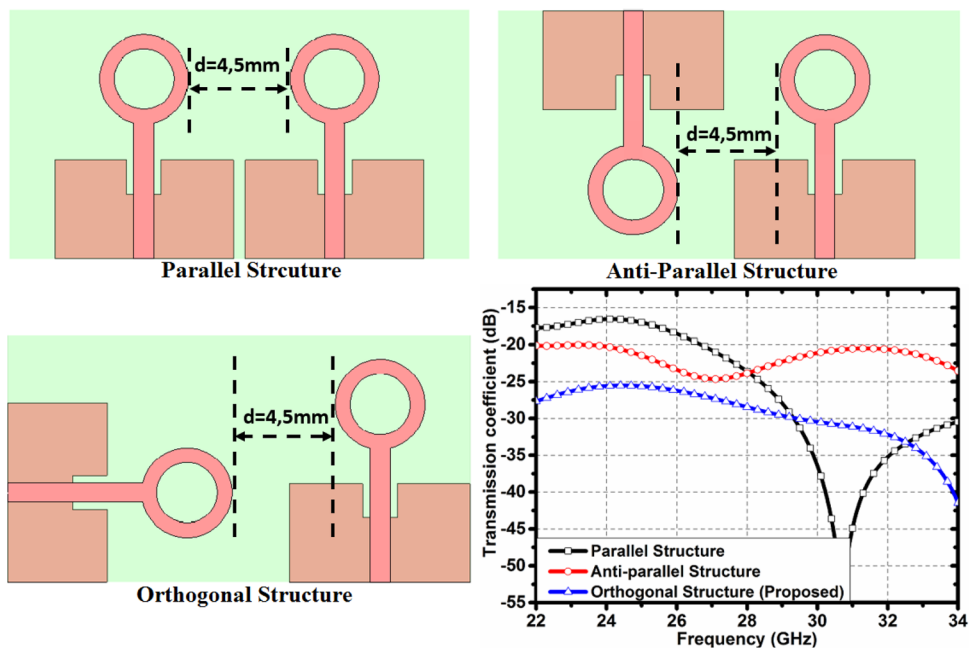 d=4,5mm
Parallel Strcuture
d=4,5mm
Anti-Parallel Structure
d=4,5mm
Orthogonal Structure
Transmission coefficient (dB)
-15
-20
-25
-30
-35
-40
-45
-50
-55
Parallel Structure
Anti-parallel Structure
Orthogonal Structure (Proposed)
22 24 26 28 30 32 34
Frequency (GHz)